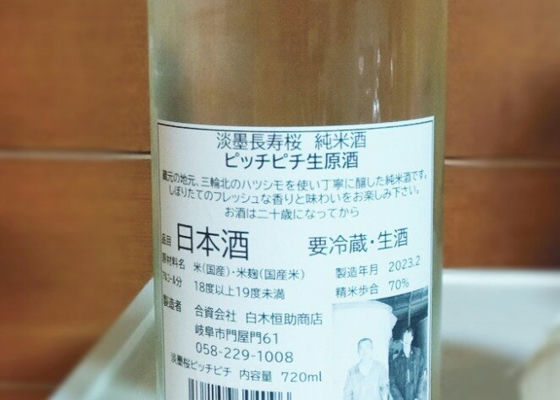 淡墨長寿桜 純米酒
ピッチピチ生原酒
蔵元の地元、三輪北のハツシモを使い丁寧に醸した純米酒です。
しぼりたてのフレッシュな香りと味わいをお楽しみ下さい。
お酒は二十歳になってから
品目 日本酒 要冷蔵・生酒
原材料名 米(国産)・米麹(国産米) 製造年月 2023.2
アルコール分 18度以上19度未満 精米歩合 70%
製造者 合資会社 白木恒助商店
岐阜市門屋門61
058-229-1008
淡墨桜ピッチピチ 内容量 720ml